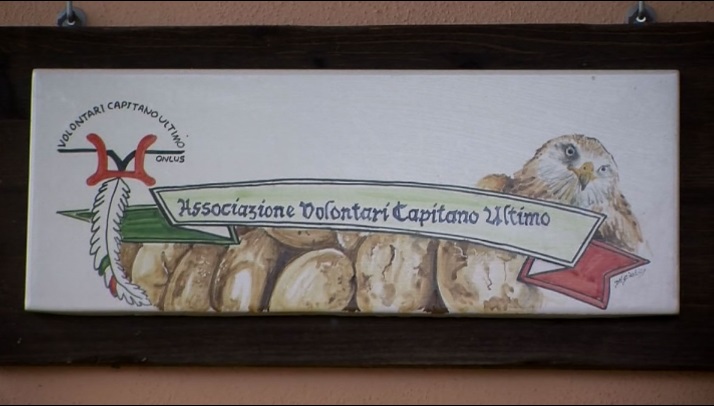 VOLONTARI CAPITANO ULTIMO
ONLUS
Associazione Volontari Capitano Ultimo